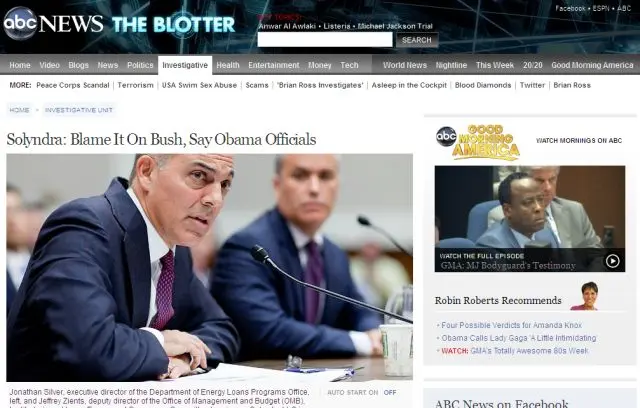 Facebook • ESPN • ABC
abc NEWS THE BLOTTER
KEY TOPICS:
Anwar Al Awlaki • Listeria • Michael Jackson Trial
SEARCH
Home Video Blogs News Politics Investigative Health Entertainment Money Tech World News Nightline This Week 20/20 Good Morning America
MORE: Peace Corps Scandal Terrorism USA Swim Sex Abuse Scams 'Brian Ross Investigates' Asleep in the Cockpit Blood Diamonds Twitter Brian Ross
HOME INVESTIGATIVE UNIT
Solyndra: Blame It On Bush, Say Obama Officials
Jonathan Silver, executive director of the Department of Energy Loans Programs Office,
left, and Jeffrey Zients, deputy director of the Office of Management and Budget (OMB),
AUTO START ON OFF
abc GOOD MORNING AMERICA
WATCH MORNINGS ON ABC
WATCH THE FULL EPISODE
GMA: MJ Bodyguard's Testimony
Robin Roberts Recommends
Four Possible Verdicts for Amanda Knox
Obama Calls Lady Gaga 'A Little Intimidating'
WATCH: GMA's Totally Awesome 80s Week
ABC News on Facebook